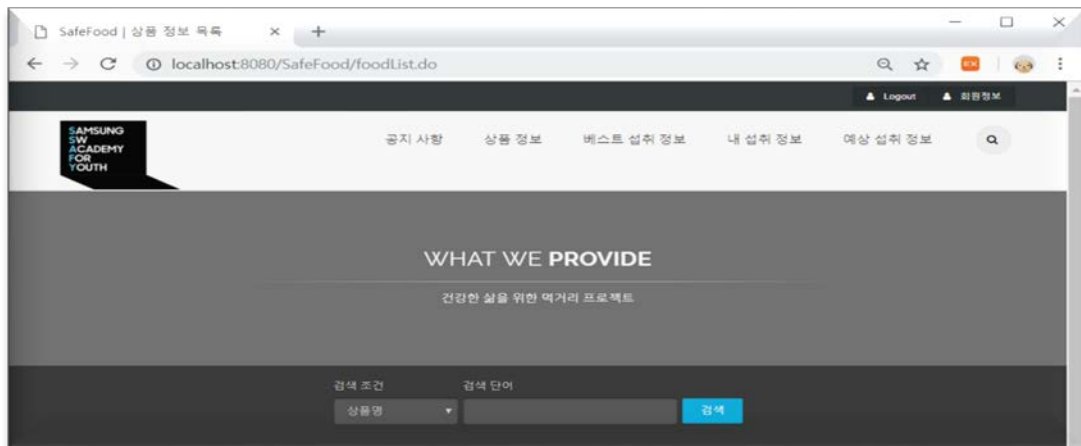 SafeFood | 상품 정보 목록
localhost:8080/SafeFood/foodList.do
Logout 회원정보
SAMSUNG
SW
ACADEMY
FOR
YOUTH
공지 사항 상품 정보 베스트 섭취 정보 내 섭취 정보 예상 섭취 정보
WHAT WE PROVIDE
건강한 삶을 위한 먹거리 프로젝트
검색 조건 검색 단어
상품명 검색